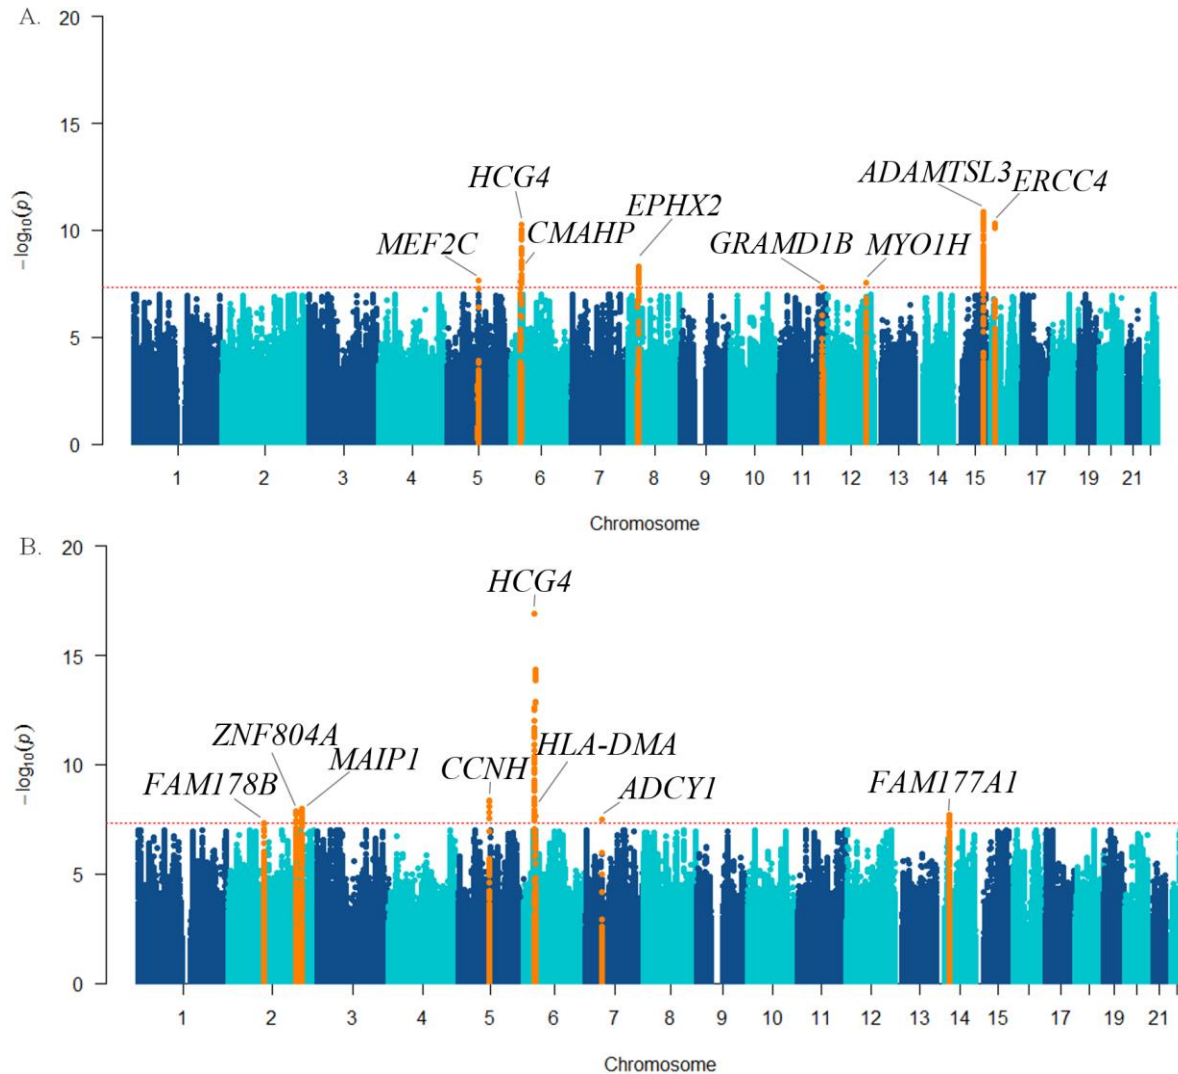 A.
20
15
10
5
0
−log10(p)
HCG4
CMAHP
MEF2C
EPHX2
GRAMD1B
MYO1H
ADAMTSL3
ERCC4
1 2 3 4 5 6 7 8 9 10 11 12 13 14 15 17 19 21
Chromosome
B.
20
15
10
5
0
−log10(p)
HCG4
ZNF804A
MAIP1
FAM178B
CCNH
HLA-DMA
ADCY1
FAM177A1
1 2 3 4 5 6 7 8 9 10 11 12 13 14 15 17 19 21
Chromosome